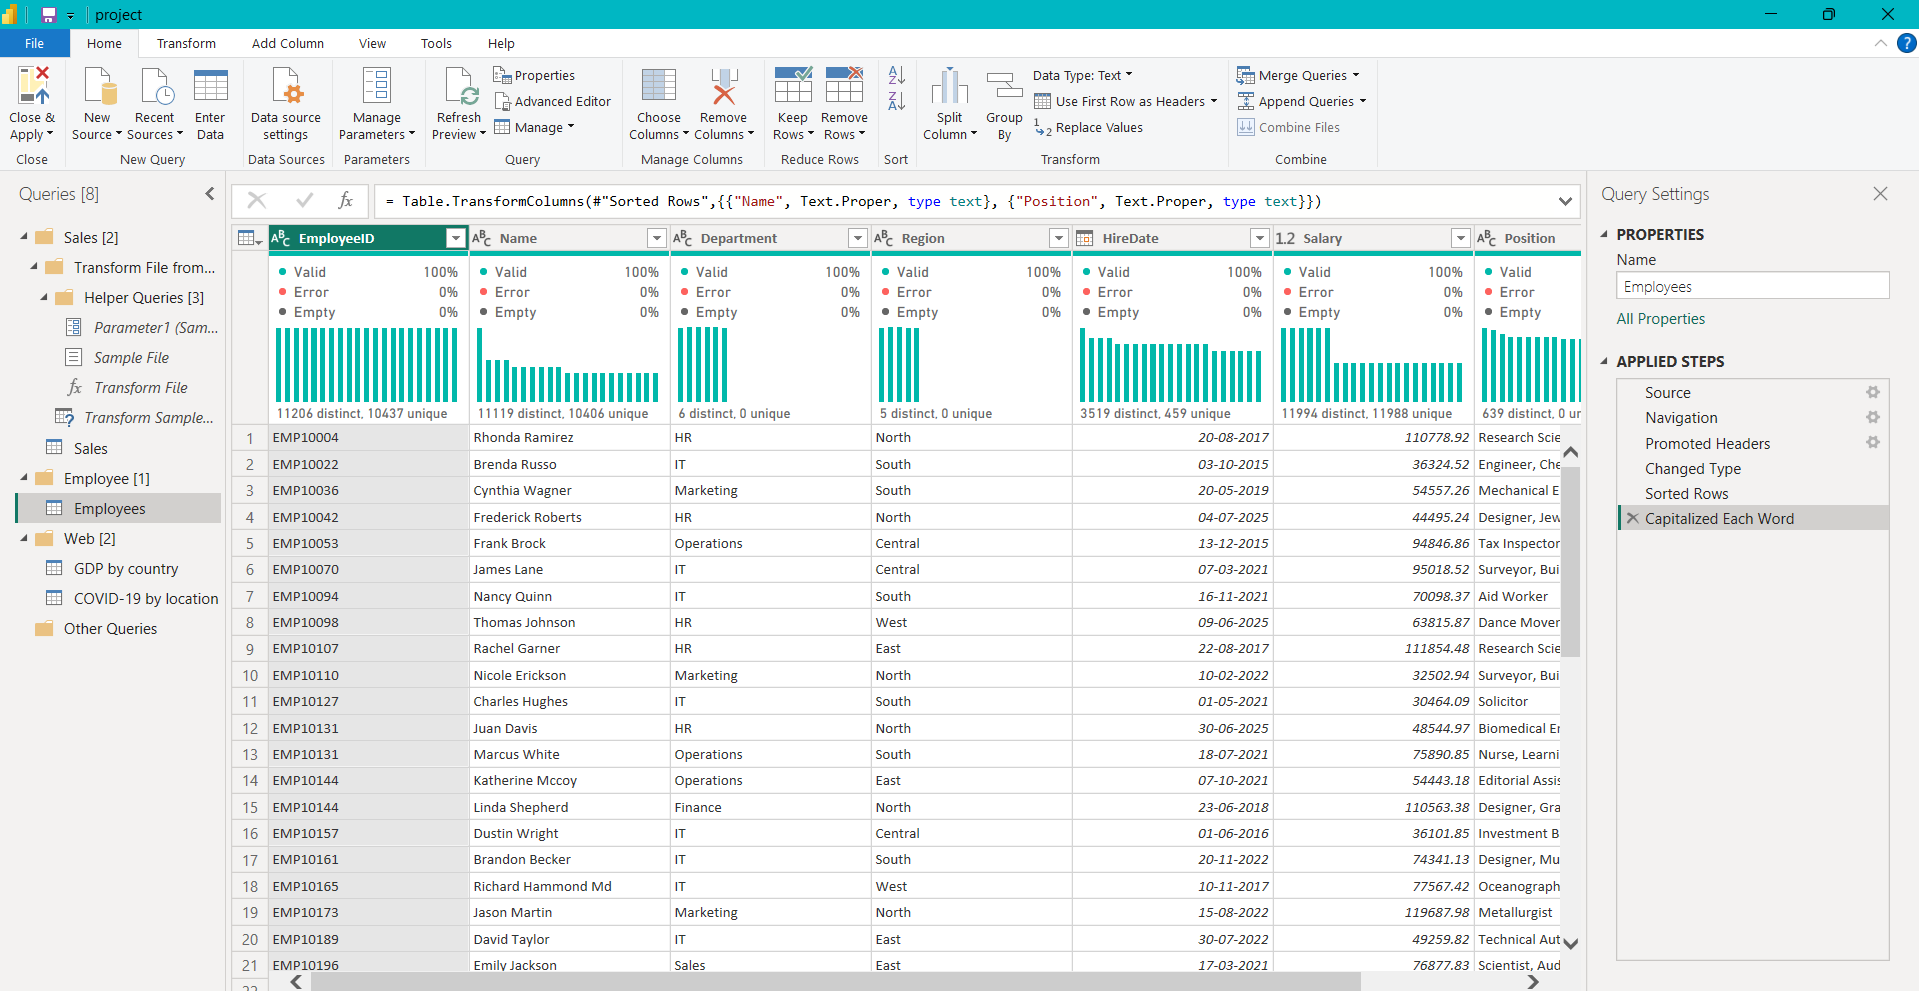 project
File Home Transform Add Column View Tools Help
Close & Apply
New Source
Recent Sources
Enter Data
Data source settings
Manage Parameters
Refresh Preview
Properties
Advanced Editor
Manage
Choose Columns
Remove Columns
Keep Rows
Remove Rows
Split Column
Group By
Data Type: Text
Use First Row as Headers
Replace Values
Merge Queries
Append Queries
Combine Files
Close New Query Data Sources Parameters Query Manage Columns Reduce Rows Sort Transform Combine
Queries [8]
Sales [2]
Transform File from...
Helper Queries [3]
Parameter1 (Sam...
Sample File
Transform File
Transform Sample...
Sales
Employee [1]
Employees
Web [2]
GDP by country
COVID-19 by location
Other Queries
fx
= Table.TransformColumns(#"Sorted Rows",{{"Name", Text.Proper, type text}, {"Position", Text.Proper, type text}})
EmployeeID Name Department Region HireDate 1.2 Salary Position
Valid 100% Valid 100% Valid 100% Valid 100% Valid 100% Valid 100% Valid
Error 0% Error 0% Error 0% Error 0% Error 0% Error 0% Error
Empty 0% Empty 0% Empty 0% Empty 0% Empty 0% Empty 0% Empty
11206 distinct, 10437 unique 11119 distinct, 10406 unique 6 distinct, 0 unique 5 distinct, 0 unique 3519 distinct, 459 unique 11994 distinct, 11988 unique 639 distinct, 0 ur
1 EMP10004 Rhonda Ramirez HR North 20-08-2017 110778.92 Research Scie
2 EMP10022 Brenda Russo IT South 03-10-2015 36324.52 Engineer, Che
3 EMP10036 Cynthia Wagner Marketing South 20-05-2019 54557.26 Mechanical E
4 EMP10042 Frederick Roberts HR North 04-07-2025 44495.24 Designer, Jew
5 EMP10053 Frank Brock Operations Central 13-12-2015 94846.86 Tax Inspector
6 EMP10070 James Lane IT Central 07-03-2021 95018.52 Surveyor, Bui
7 EMP10094 Nancy Quinn IT South 16-11-2021 70098.37 Aid Worker
8 EMP10098 Thomas Johnson HR West 09-06-2025 63815.87 Dance Mover
9 EMP10107 Rachel Garner HR East 22-08-2017 111854.48 Research Scie
10 EMP10110 Nicole Erickson Marketing North 10-02-2022 32502.94 Surveyor, Bui
11 EMP10127 Charles Hughes IT South 01-05-2021 30464.09 Solicitor
12 EMP10131 Juan Davis HR North 30-06-2025 48544.97 Biomedical Er
13 EMP10131 Marcus White Operations South 18-07-2021 75890.85 Nurse, Learni
14 EMP10144 Katherine Mccoy Operations East 07-10-2021 54443.18 Editorial Assis
15 EMP10144 Linda Shepherd Finance North 23-06-2018 110563.38 Designer, Gra
16 EMP10157 Dustin Wright IT Central 01-06-2016 36101.85 Investment B
17 EMP10161 Brandon Becker IT South 20-11-2022 74341.13 Designer, Mu
18 EMP10165 Richard Hammond Md IT West 10-11-2017 77567.42 Oceanograph
19 EMP10173 Jason Martin Marketing North 15-08-2022 119687.98 Metallurgist
20 EMP10189 David Taylor IT East 30-07-2022 49259.82 Technical Aut
21 EMP10196 Emily Jackson Sales East 17-03-2021 76877.83 Scientist, Aud
22
Query Settings
PROPERTIES
Name
Employees
All Properties
APPLIED STEPS
Source
Navigation
Promoted Headers
Changed Type
Sorted Rows
Capitalized Each Word